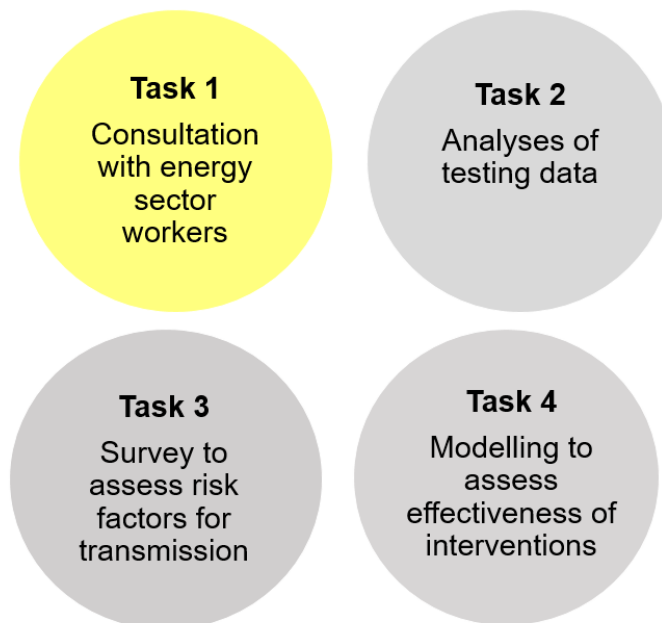 Task 1
Consultation
with energy
sector
workers
Task 2
Analyses of
testing data
Task 3
Survey to
assess risk
factors for
transmission
Task 4
Modelling to
assess
effectiveness of
interventions